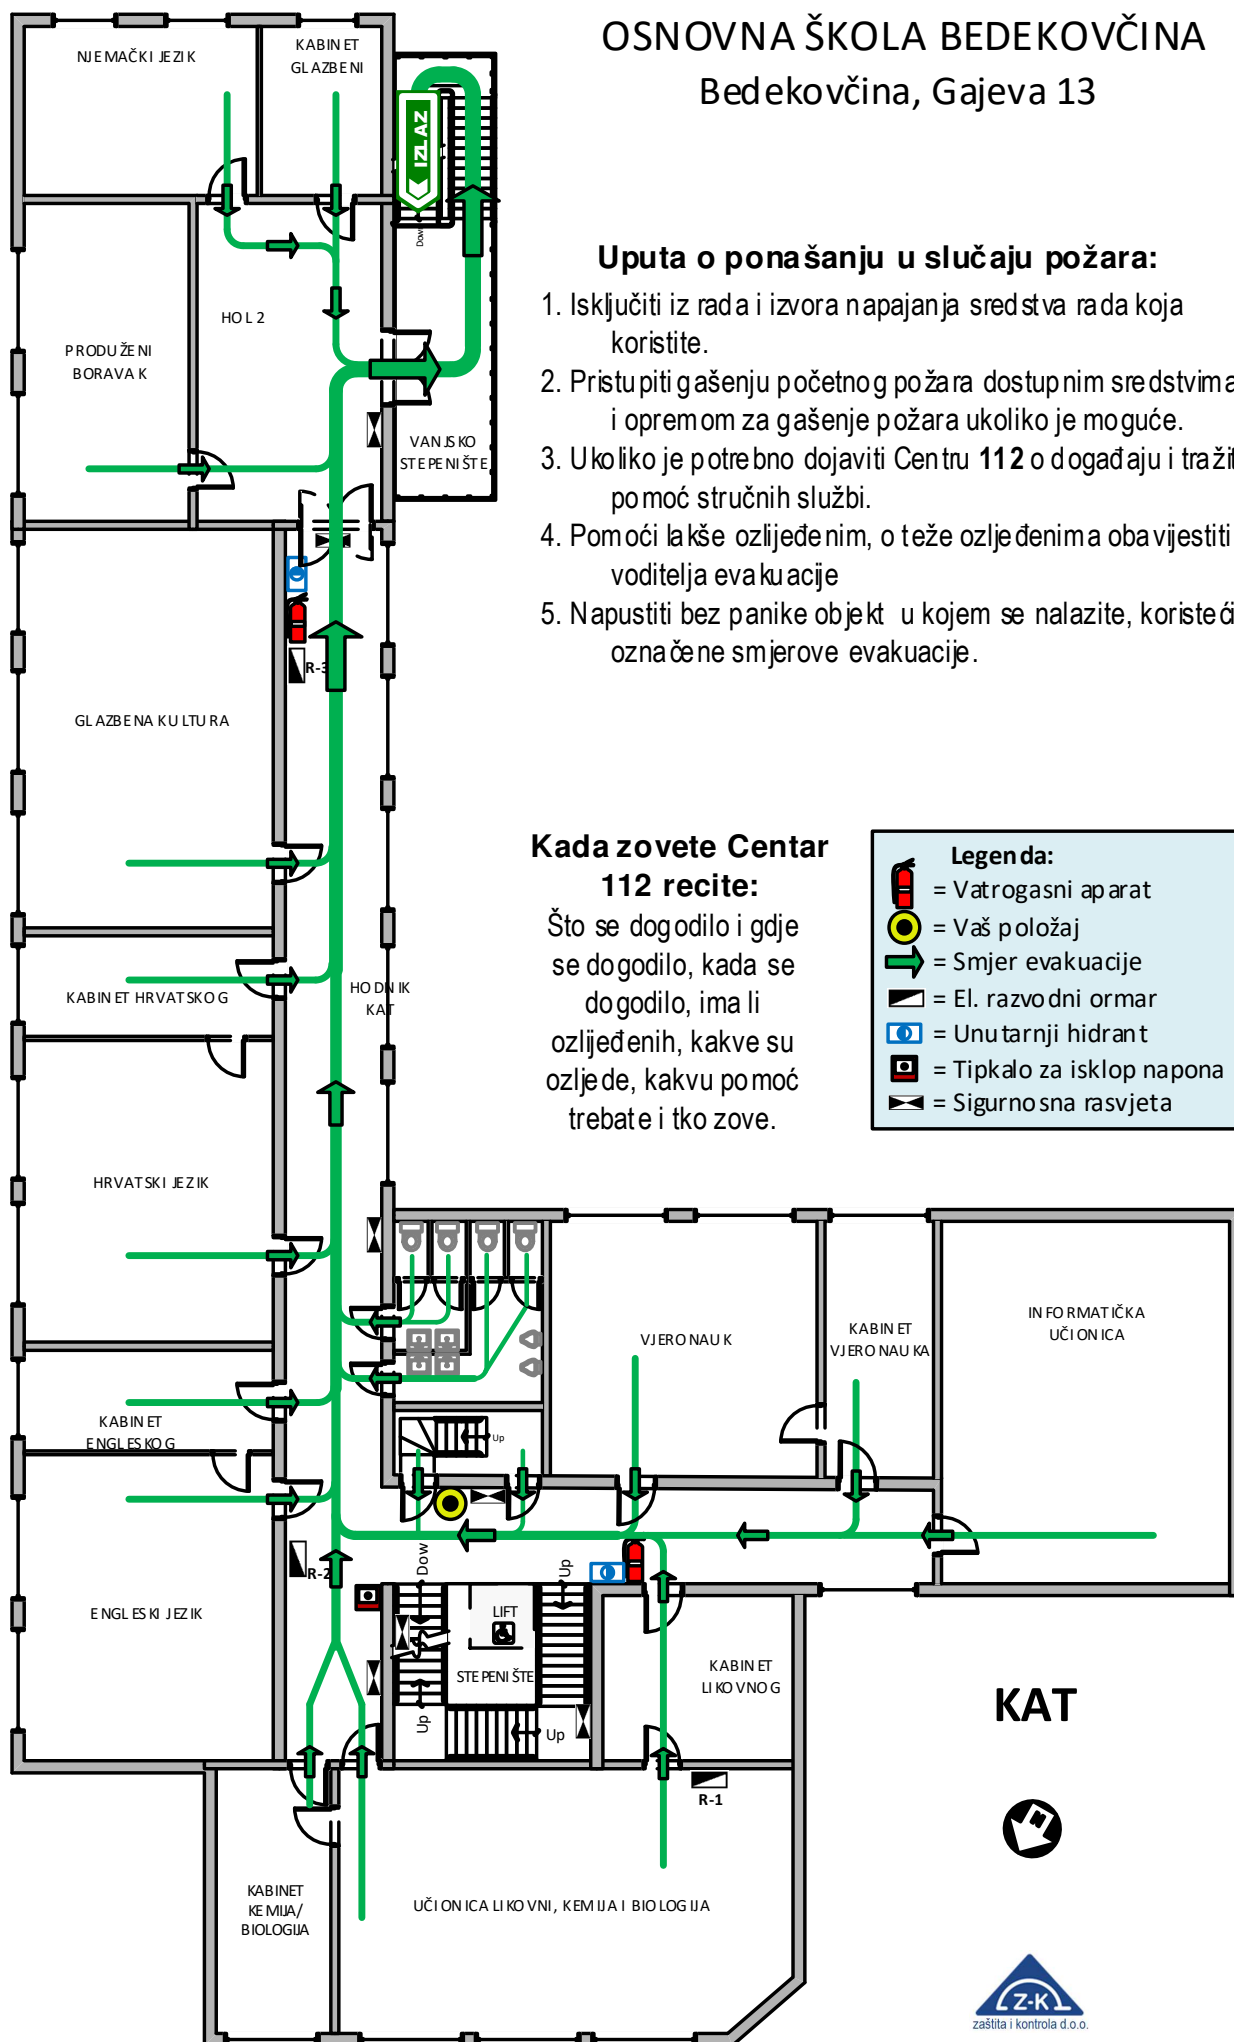 OSNOVNA ŠKOLA BEDEKOVČINA
Bedekovčina, Gajeva 13
NJEMAČKI JEZIK
KABINET
GLAZBENI
IZLAZ
Dow
HOL 2
PRODUŽENI
BORAVAK
VANJSKO
STEPENIŠTE
Uputa o ponašanju u slučaju požara:
1. Isključiti iz rada i izvora napajanja sredstva rada koja
koristite.
2. Pristupiti gašenju početnog požara dostupnim sredstvima
i opremom za gašenje požara ukoliko je moguće.
3. Ukoliko je potrebno dojaviti Centru 112 o događaju i tražit
pomoć stručnih službi.
4. Pomoći lakše ozlijeđenim, o teže ozljeđenima obavijestiti
voditelja evakuacije
5. Napustiti bez panike objekt u kojem se nalazite, koristeći
označene smjerove evakuacije.
R-3
GLAZBENA KULTURA
Kada zovete Centar
112 recite:
Što se dogodilo i gdje
se dogodilo, kada se
dogodilo, ima li
ozlijeđenih, kakve su
ozljede, kakvu pomoć
trebate i tko zove.
Legenda:
= Vatrogasni aparat
= Vaš položaj
= Smjer evakuacije
= El. razvodni ormar
= Unutarnji hidrant
= Tipkalo za isklop napona
= Sigurnosna rasvjeta
KABINET HRVATSKOG
HODNIK
KAT
HRVATSKI JEZIK
VJERONAUK
KABINET
VJERONAUKA
INFORMATIČKA
UČIONICA
KABINET
ENGLESKOG
Up
R-2
Dow
Up
ENGLESKI JEZIK
LIFT
STEPENIŠTE
Up
Up
KABINET
LIKOVNOG
KAT
R-1
N
KABINET
KEMIJA/
BIOLOGIJA
UČIONICA LIKOVNI, KEMIJA I BIOLOGIJA
Z-K
zaštita i kontrola d.o.o.